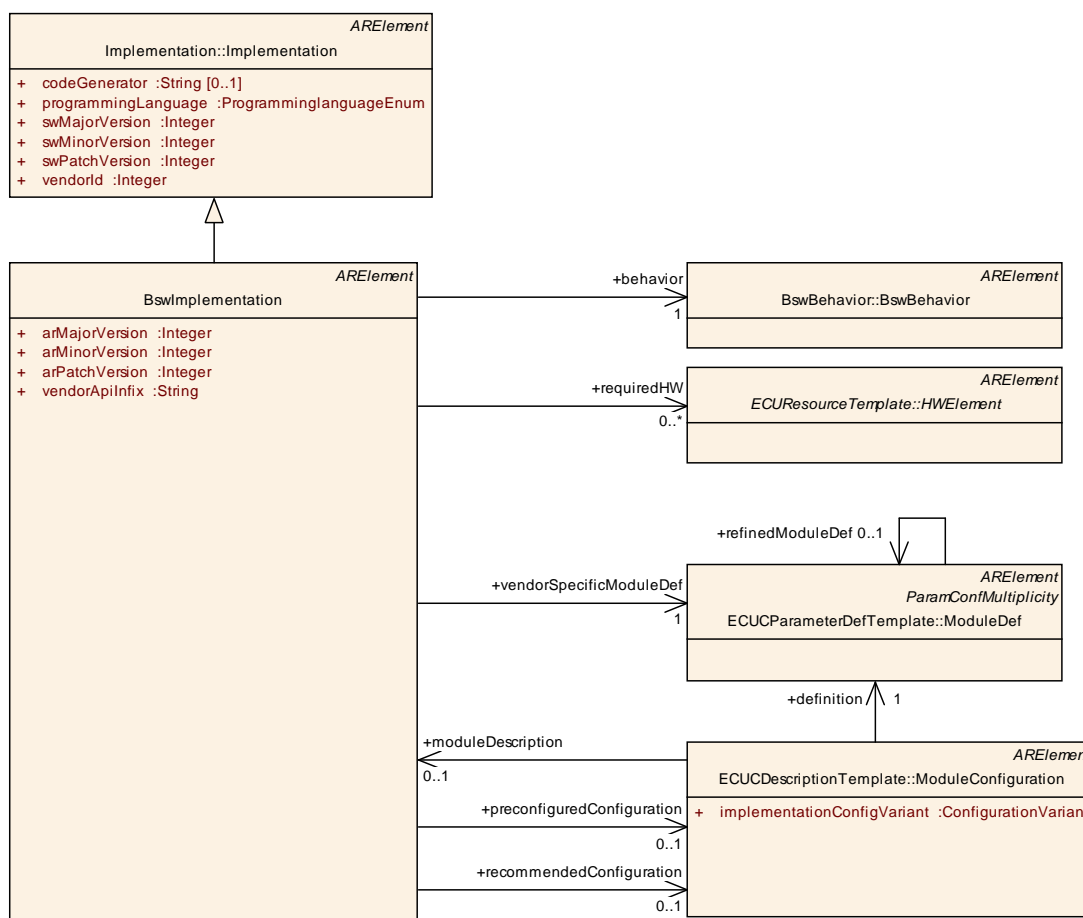 ARElement
Implementation::Implementation
+ codeGenerator :String [0..1]
+ programmingLanguage :ProgramminglanguageEnum
+ swMajorVersion :Integer
+ swMinorVersion :Integer
+ swPatchVersion :Integer
+ vendorId :Integer
ARElement
BswImplementation
+ arMajorVersion :Integer
+ arMinorVersion :Integer
+ arPatchVersion :Integer
+ vendorApiInfix :String
+behavior
1
ARElement
BswBehavior::BswBehavior
+requiredHW
0..*
ARElement
ECUResourceTemplate::HWElement
+refinedModuleDef 0..1
+vendorSpecificModuleDef
1
ARElement
ParamConfMultiplicity
ECUCParameterDefTemplate::ModuleDef
+definition 1
+moduleDescription
0..1
ARElement
ECUCDescriptionTemplate::ModuleConfiguration
+ implementationConfigVariant :ConfigurationVariant
+preconfiguredConfiguration
0..1
+recommendedConfiguration
0..1